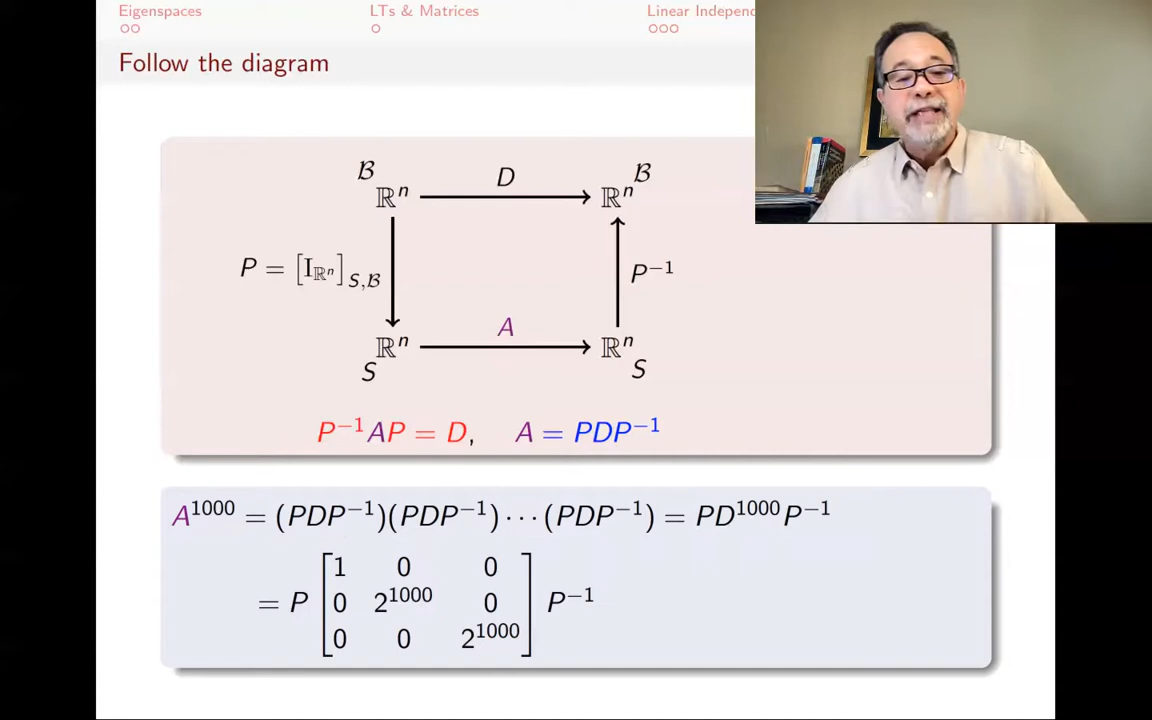 Eigenspaces LTs & Matrices Linear Indepen
Follow the diagram
ℬ D ℬ
ℝⁿ ℝⁿ
P = [I_ℝⁿ]_S,ℬ P⁻¹
A
ℝⁿ ℝⁿ
S S
P⁻¹AP = D, A = PDP⁻¹
A¹⁰⁰⁰ = (PDP⁻¹)(PDP⁻¹)⋯(PDP⁻¹) = PD¹⁰⁰⁰P⁻¹
1 0 0
= P [0 2¹⁰⁰⁰ 0] P⁻¹
0 0 2¹⁰⁰⁰